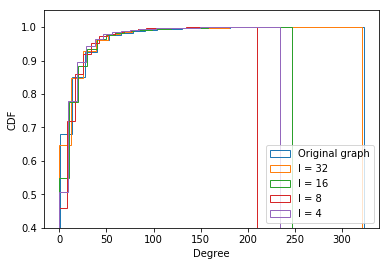 1.0
0.9
0.8
0.7
0.6
0.5
0.4
CDF
0
50
100
150
200
250
300
Degree
Original graph
l = 32
l = 16
l = 8
l = 4